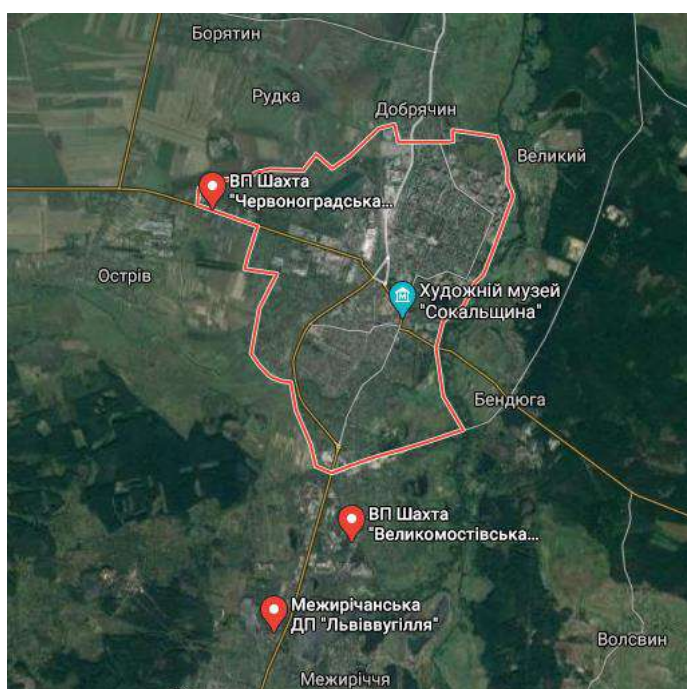 Борятин
Рудка
Добрячин
Великий
ВП Шахта
"Червоноградська...
Острів
Художній музей
"Сокальщина"
Бендюга
ВП Шахта
"Великомостівська...
Межирічанська
ДП "Львіввугілля"
Волсвин
Межиріччя